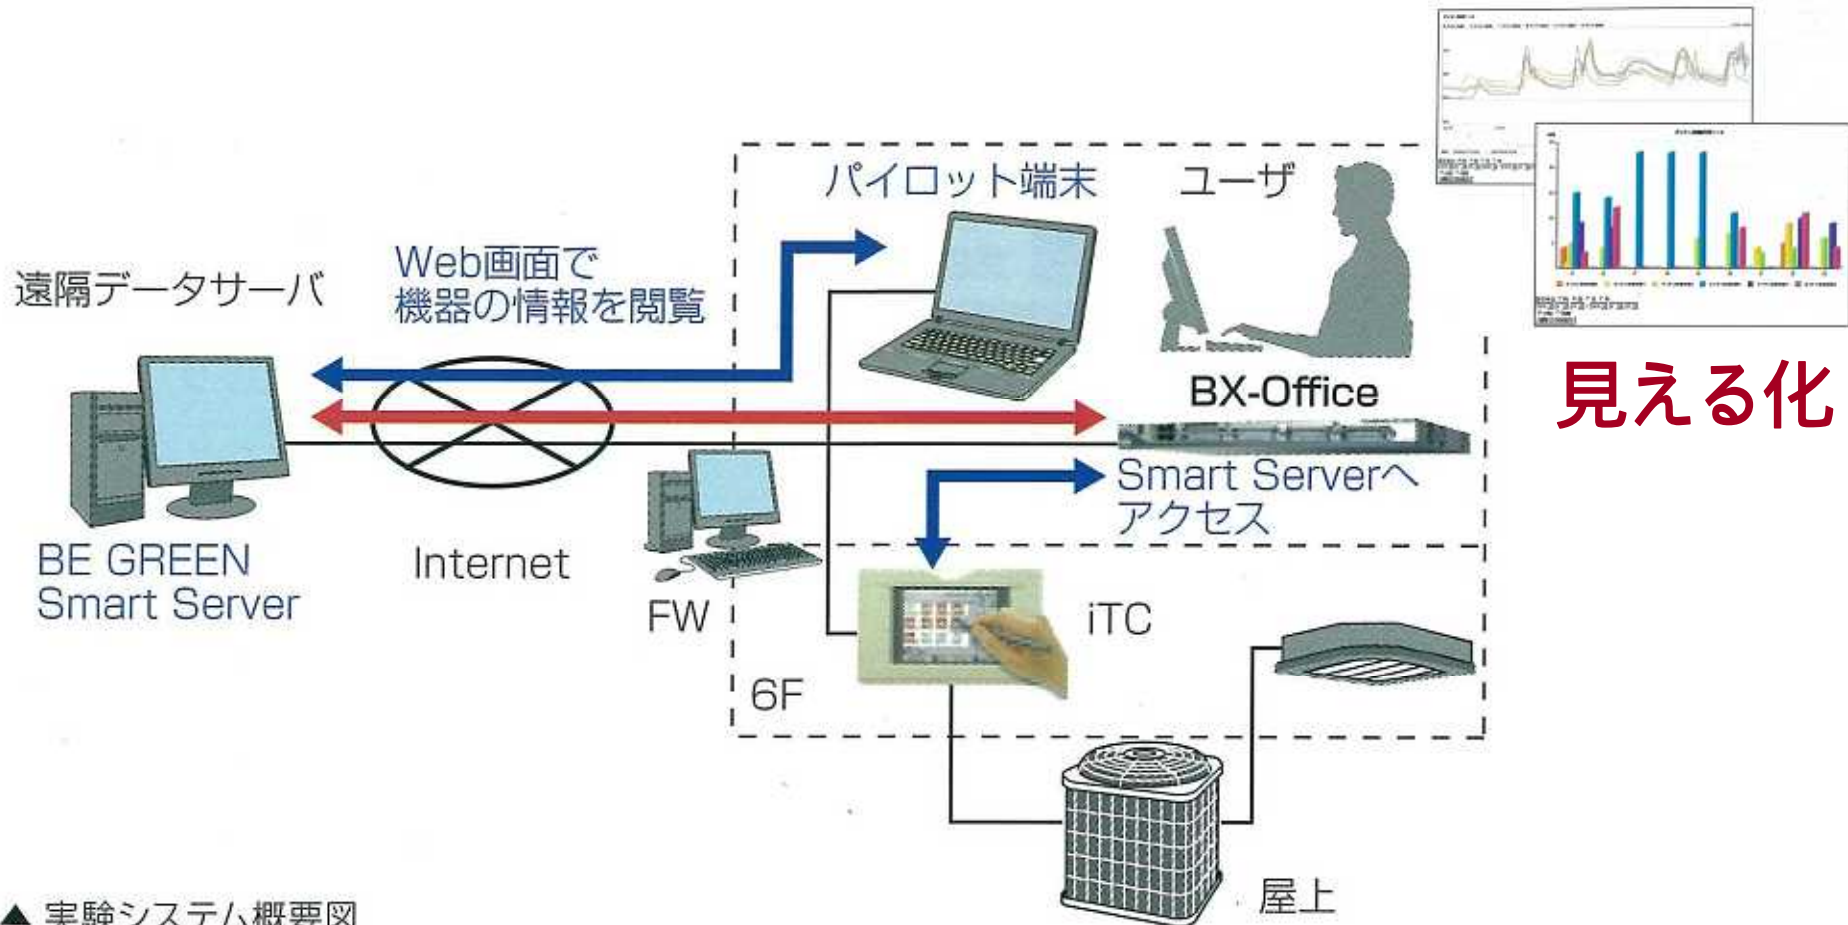 パイロット端末
ユーザ
Web画面で
機器の情報を閲覧
遠隔データサーバ
見える化
BX-Office
Smart Serverへ
アクセス
BE GREEN
Smart Server
Internet
FW
iTC
6F
屋上
▲ 実験システム概要図